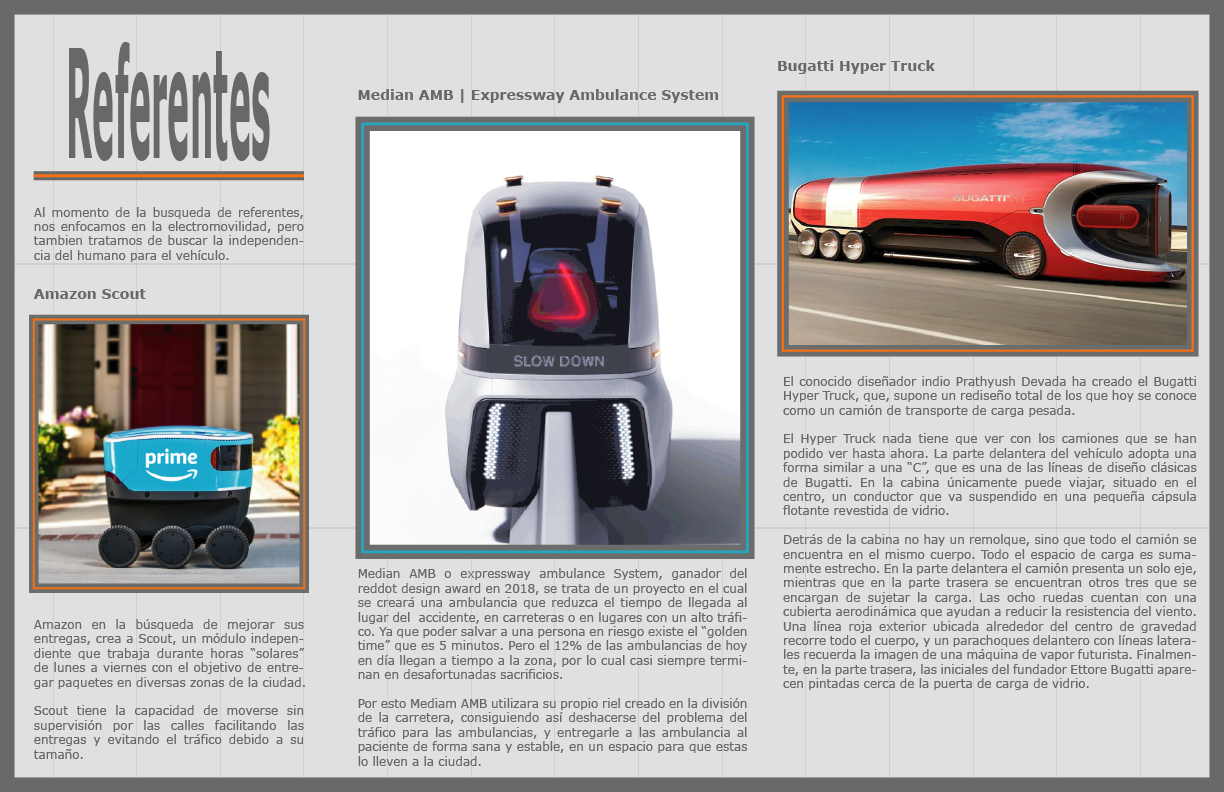 Referentes
Al momento de la busqueda de referentes,
nos enfocamos en la electromovilidad, pero
tambien tratamos de buscar la independen-
cia del humano para el vehículo.
Amazon Scout
prime
Amazon en la búsqueda de mejorar sus
entregas, crea a Scout, un módulo indepen-
diente que trabaja durante horas “solares”
de lunes a viernes con el objetivo de entre-
gar paquetes en diversas zonas de la ciudad.
Scout tiene la capacidad de moverse sin
supervisión por las calles facilitando las
entregas y evitando el tráfico debido a su
tamaño.
Median AMB | Expressway Ambulance System
SLOW DOWN
Median AMB o expressway ambulance System, ganador del
reddot design award en 2018, se trata de un proyecto en el cual
se creará una ambulancia que reduzca el tiempo de llegada al
lugar del accidente, en carreteras o en lugares con un alto tráfi-
co. Ya que poder salvar a una persona en riesgo existe el “golden
time” que es 5 minutos. Pero el 12% de las ambulancias de hoy
en día llegan a tiempo a la zona, por lo cual casi siempre termi-
nan en desafortunadas sacrificios.
Por esto Mediam AMB utilizara su propio riel creado en la división
de la carretera, consiguiendo así deshacerse del problema del
tráfico para las ambulancias, y entregarle a las ambulancia al
paciente de forma sana y estable, en un espacio para que estas
lo lleven a la ciudad.
Bugatti Hyper Truck
BUGATTI
El conocido diseñador indio Prathyush Devada ha creado el Bugatti
Hyper Truck, que, supone un rediseño total de los que hoy se conoce
como un camión de transporte de carga pesada.
El Hyper Truck nada tiene que ver con los camiones que se han
podido ver hasta ahora. La parte delantera del vehículo adopta una
forma similar a una “C”, que es una de las líneas de diseño clásicas
de Bugatti. En la cabina únicamente puede viajar, situado en el
centro, un conductor que va suspendido en una pequeña cápsula
flotante revestida de vidrio.
Detrás de la cabina no hay un remolque, sino que todo el camión se
encuentra en el mismo cuerpo. Todo el espacio de carga es suma-
mente estrecho. En la parte delantera el camión presenta un solo eje,
mientras que en la parte trasera se encuentran otros tres que se
encargan de sujetar la carga. Las ocho ruedas cuentan con una
cubierta aerodinámica que ayudan a reducir la resistencia del viento.
Una línea roja exterior ubicada alrededor del centro de gravedad
recorre todo el cuerpo, y un parachoques delantero con líneas latera-
les recuerda la imagen de una máquina de vapor futurista. Finalmen-
te, en la parte trasera, las iniciales del fundador Ettore Bugatti apare-
cen pintadas cerca de la puerta de carga de vidrio.